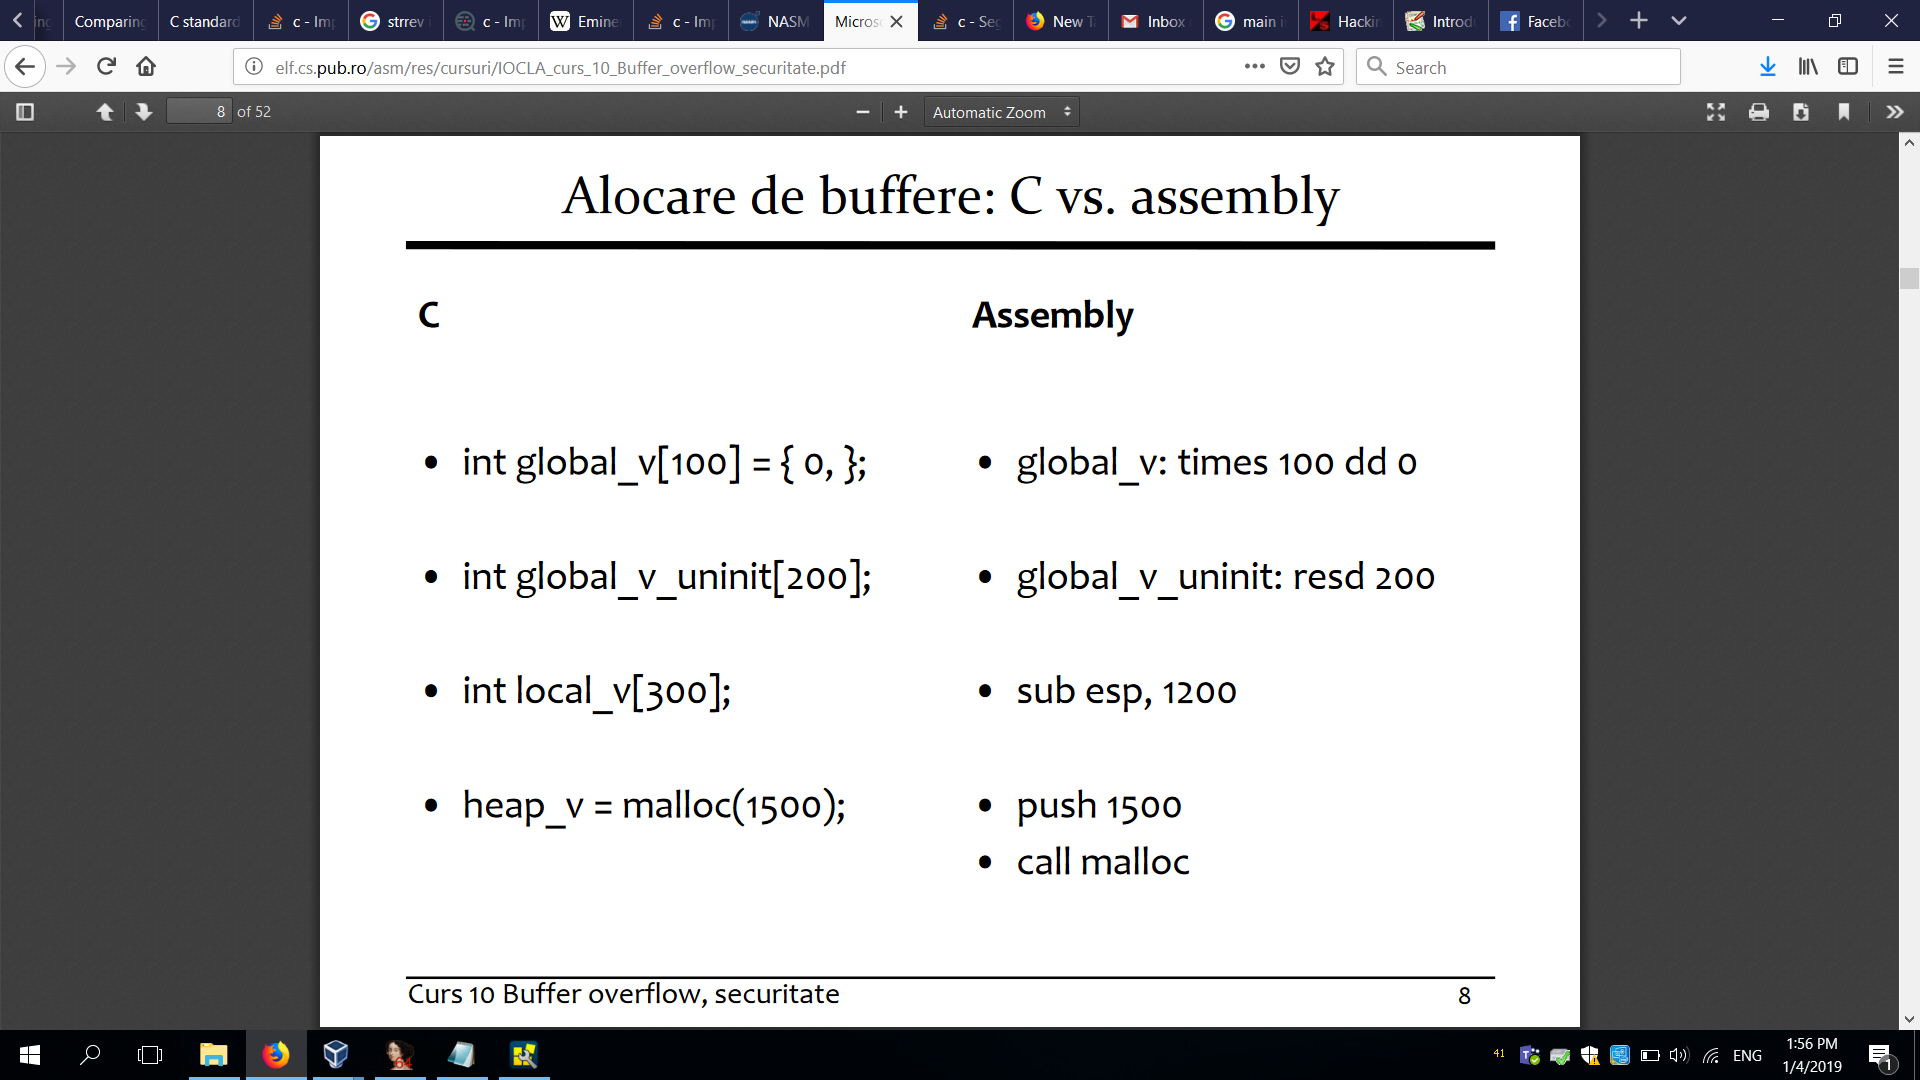 Comparing
C standard
c - Imp
strrev i
c - Imp
Emine
c - Imp
NASM
Micros
c - Seg
New T
Inbox
main i
Hackin
Introd
Facebo
elf.cs.pub.ro/asm/res/cursuri/IOCLA_curs_10_Buffer_overflow_securitate.pdf
Search
8 of 52
Automatic Zoom
Alocare de buffere: C vs. assembly
C
Assembly
• int global_v[100] = { 0, };
• global_v: times 100 dd 0
• int global_v_uninit[200];
• global_v_uninit: resd 200
• int local_v[300];
• sub esp, 1200
• heap_v = malloc(1500);
• push 1500
• call malloc
Curs 10 Buffer overflow, securitate
8
41
ENG
1:56 PM
1/4/2019
1